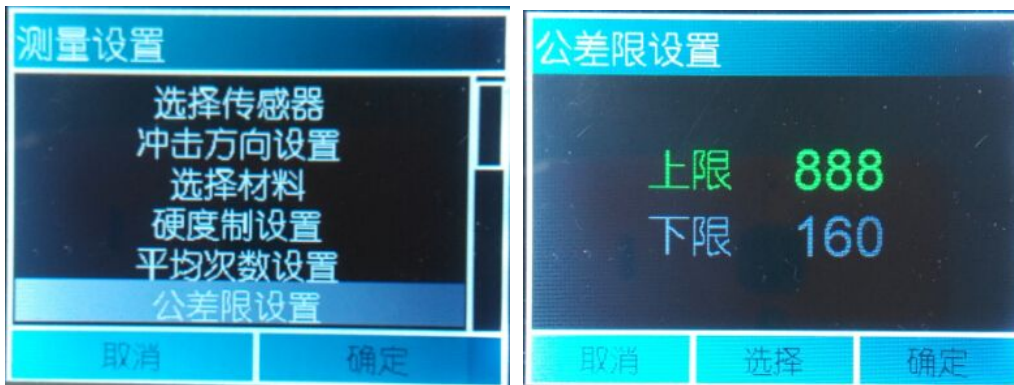 测量设置
选择传感器
冲击方向设置
选择材料
硬度制设置
平均次数设置
公差限设置
取消 确定
公差限设置
上限 888
下限 160
取消 选择 确定